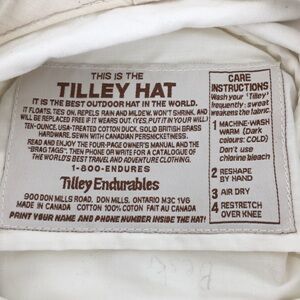 THIS IS THE
TILLEY HAT
IT IS THE BEST OUTDOOR HAT IN THE WORLD.
IT FLOATS, TIES ON, REPELS RAIN AND MILDEW, WON'T SHRINK, AND
WILL BE REPLACED FREE IF IT WEARS OUT. (YES, PUT IT IN YOUR WILL)
TEN-OUNCE, USA-TREATED COTTON DUCK. SOLID BRITISH BRASS
HARDWARE. SEWN WITH CANADIAN PERSNICKETINESS.
READ AND ENJOY THE FOUR-PAGE OWNER'S MANUAL AND THE
"BRAG TAGS". THEN PHONE OR WRITE FOR A CATALOGUE OF
THE WORLD'S BEST TRAVEL AND ADVENTURE CLOTHING.
1-800-ENDURES
Tilley Endurables
900 DON MILLS ROAD, DON MILLS, ONTARIO M3C 1V6
MADE IN CANADA COTTON 100% COTON FAIT AU CANADA
PRINT YOUR NAME AND PHONE NUMBER INSIDE THE HAT!
CARE
INSTRUCTIONS
Wash your 'Tilley'
frequently: sweat
weakens the fabric.
1 MACHINE-WASH
WARM (Dark
colours: COLD)
Don't use
chlorine bleach
2 RESHAPE
BY HAND
3 AIR DRY
4 RESTRETCH
OVER KNEE